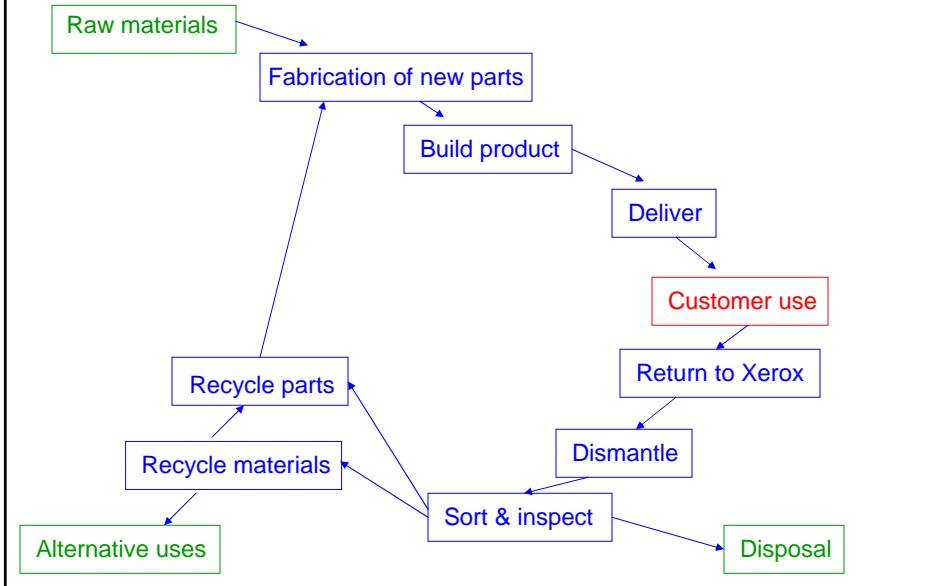 Raw materials
Fabrication of new parts
Build product
Deliver
Customer use
Return to Xerox
Recycle parts
Dismantle
Recycle materials
Sort & inspect
Alternative uses
Disposal